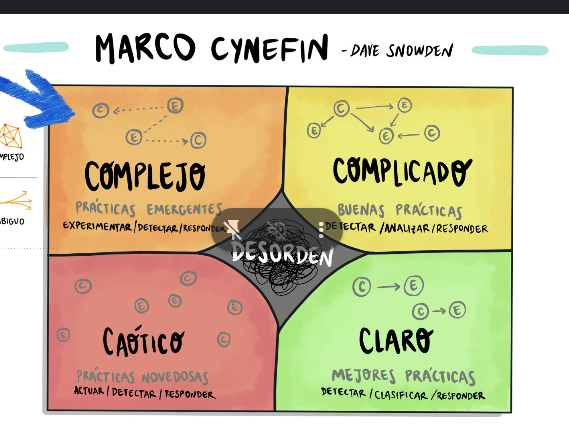 MARCO CYNEFIN - DAVE SNOWDEN
C E
E C
COMPLEJO
PRÁCTICAS EMERGENTES
EXPERIMENTAR/DETECTAR/RESPONDER
C E
E E C
COMPLICADO
BUENAS PRÁCTICAS
DETECTAR /ANALIZAR/RESPONDER
DESORDEN
C C
E E E
E C
CAÓTICO
PRÁCTICAS NOVEDOSAS
ACTUAR/DETECTAR/RESPONDER
C E
C E
CLARO
MEJORES PRÁCTICAS
DETECTAR/CLASIFICAR/RESPONDER